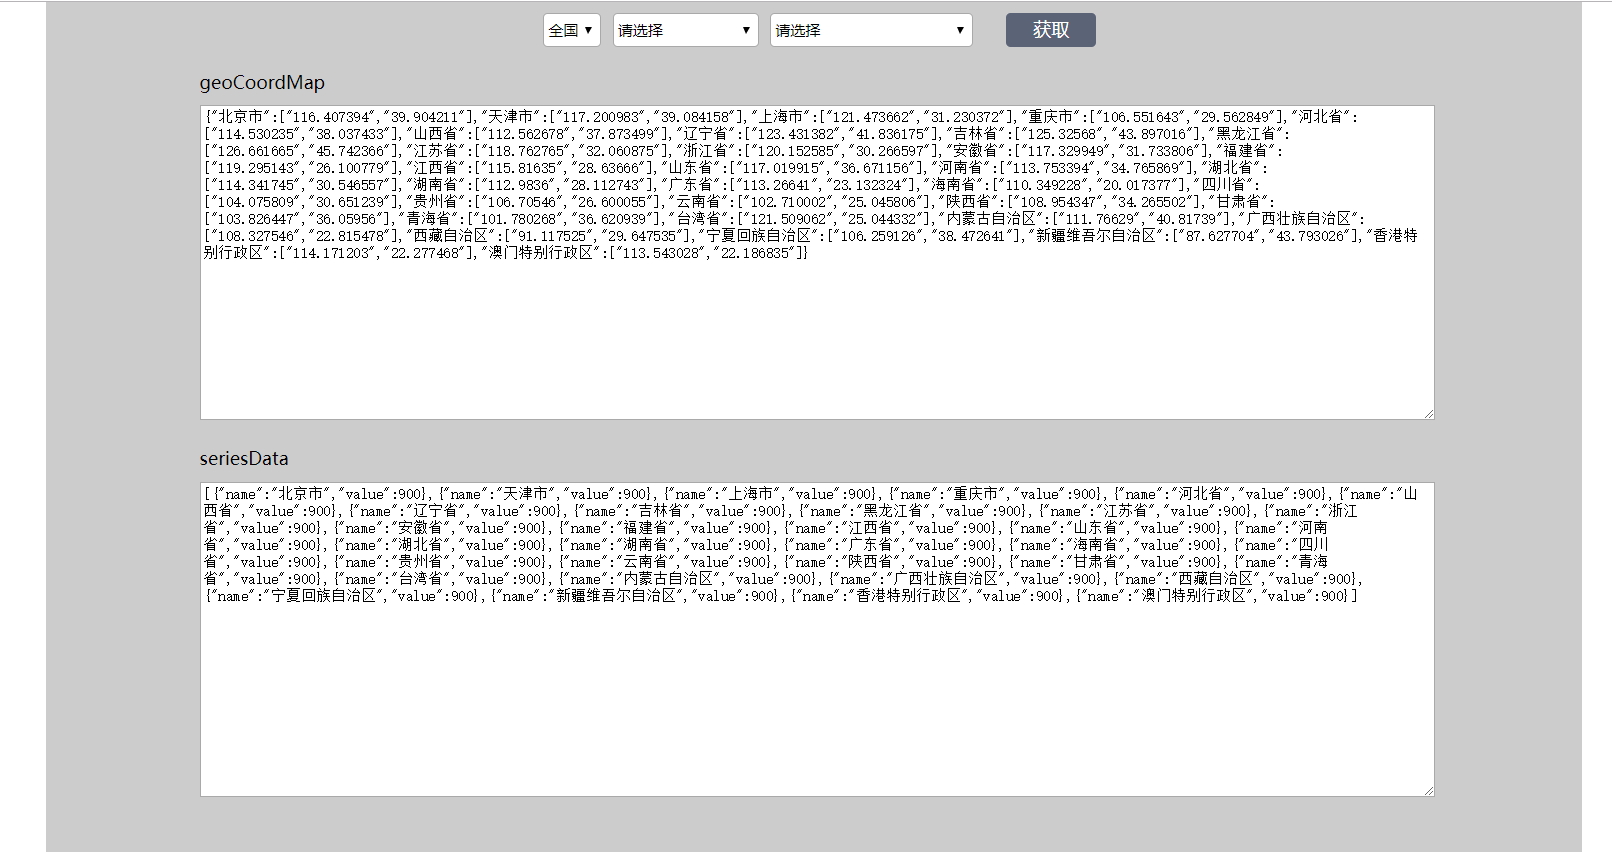 全国 请选择 请选择 获取
geoCoordMap
{"北京市":["116.407394","39.904211"],"天津市":["117.200983","39.084158"],"上海市":["121.473662","31.230372"],"重庆市":["106.551643","29.562849"],"河北省":
["114.530235","38.037433"],"山西省":["112.562678","37.873499"],"辽宁省":["123.431382","41.836175"],"吉林省":["125.32568","43.897016"],"黑龙江省":
["126.661665","45.742366"],"江苏省":["118.762765","32.060875"],"浙江省":["120.152585","30.266597"],"安徽省":["117.329949","31.733806"],"福建省":
["119.295143","26.100779"],"江西省":["115.81635","28.63666"],"山东省":["117.019915","36.671156"],"河南省":["113.753394","34.765869"],"湖北省":
["114.341745","30.546557"],"湖南省":["112.9836","28.112743"],"广东省":["113.26641","23.132324"],"海南省":["110.349228","20.017377"],"四川省":
["104.075809","30.651239"],"贵州省":["106.70546","26.600055"],"云南省":["102.710002","25.045806"],"陕西省":["108.954347","34.265502"],"甘肃省":
["103.826447","36.05956"],"青海省":["101.780268","36.620939"],"台湾省":["121.509062","25.044332"],"内蒙古自治区":["111.76629","40.81739"],"广西壮族自治区":
["108.327546","22.815478"],"西藏自治区":["91.117525","29.647535"],"宁夏回族自治区":["106.259126","38.472641"],"新疆维吾尔自治区":["87.627704","43.793026"],"香港特
别行政区":["114.171203","22.277468"],"澳门特别行政区":["113.543028","22.186835"]}
seriesData
[{"name":"北京市","value":900},{"name":"天津市","value":900},{"name":"上海市","value":900},{"name":"重庆市","value":900},{"name":"河北省","value":900},{"name":"山
西省","value":900},{"name":"辽宁省","value":900},{"name":"吉林省","value":900},{"name":"黑龙江省","value":900},{"name":"江苏省","value":900},{"name":"浙江
省","value":900},{"name":"安徽省","value":900},{"name":"福建省","value":900},{"name":"江西省","value":900},{"name":"山东省","value":900},{"name":"河南
省","value":900},{"name":"湖北省","value":900},{"name":"湖南省","value":900},{"name":"广东省","value":900},{"name":"海南省","value":900},{"name":"四川
省","value":900},{"name":"贵州省","value":900},{"name":"云南省","value":900},{"name":"陕西省","value":900},{"name":"甘肃省","value":900},{"name":"青海
省","value":900},{"name":"台湾省","value":900},{"name":"内蒙古自治区","value":900},{"name":"广西壮族自治区","value":900},{"name":"西藏自治区","value":900},
{"name":"宁夏回族自治区","value":900},{"name":"新疆维吾尔自治区","value":900},{"name":"香港特别行政区","value":900},{"name":"澳门特别行政区","value":900}]